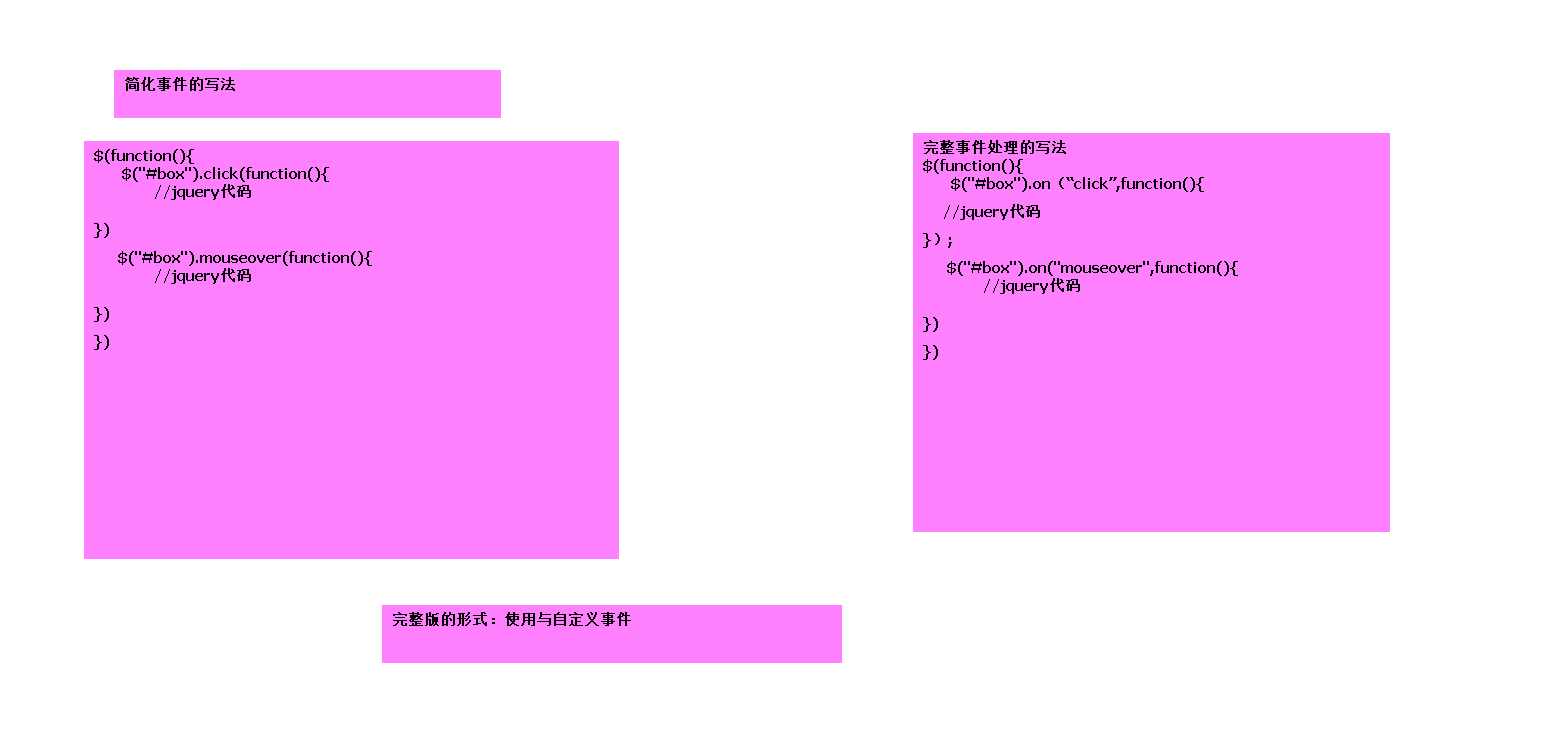 简化事件的写法
$(function(){
$("#box").click(function(){
//jquery代码
})
$("#box").mouseover(function(){
//jquery代码
})
})
完整事件处理的写法
$(function(){
$("#box").on（“click”,function(){
//jquery代码
}）;
$("#box").on("mouseover",function(){
//jquery代码
})
})
完整版的形式：使用与自定义事件